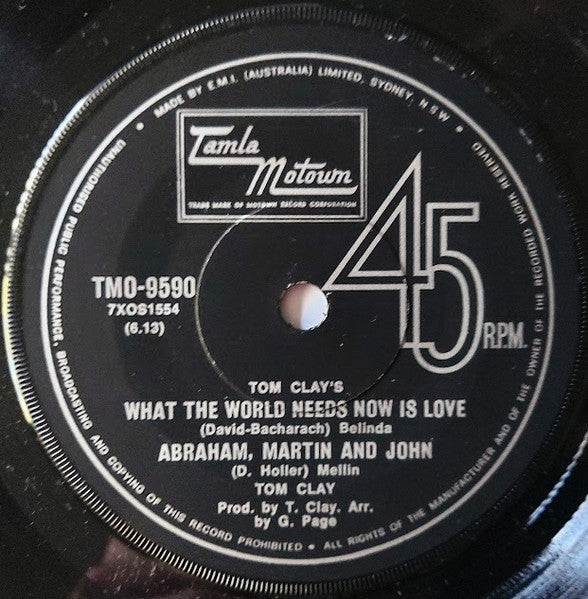 • MADE BY E.M.I. (AUSTRALIA) LIMITED, SYDNEY, N S W •
UNAUTHORISED PUBLIC PERFORMANCE, BROADCASTING AND COPYING OF THIS RECORD PROHIBITED • ALL RIGHTS OF THE MANUFACTURER AND OF THE OWNER OF THE RECORDED WORK RESERVED
Tamla
Motown
TRADE MARK OF MOTOWN RECORD CORPORATION
45
R.P.M.
TMO-9590
7XOS1554
(6.13)
TOM CLAY'S
WHAT THE WORLD NEEDS NOW IS LOVE
(David-Bacharach) Belinda
ABRAHAM, MARTIN AND JOHN
(D. Holler) Mellin
TOM CLAY
Prod. by T. Clay. Arr.
by G. Page